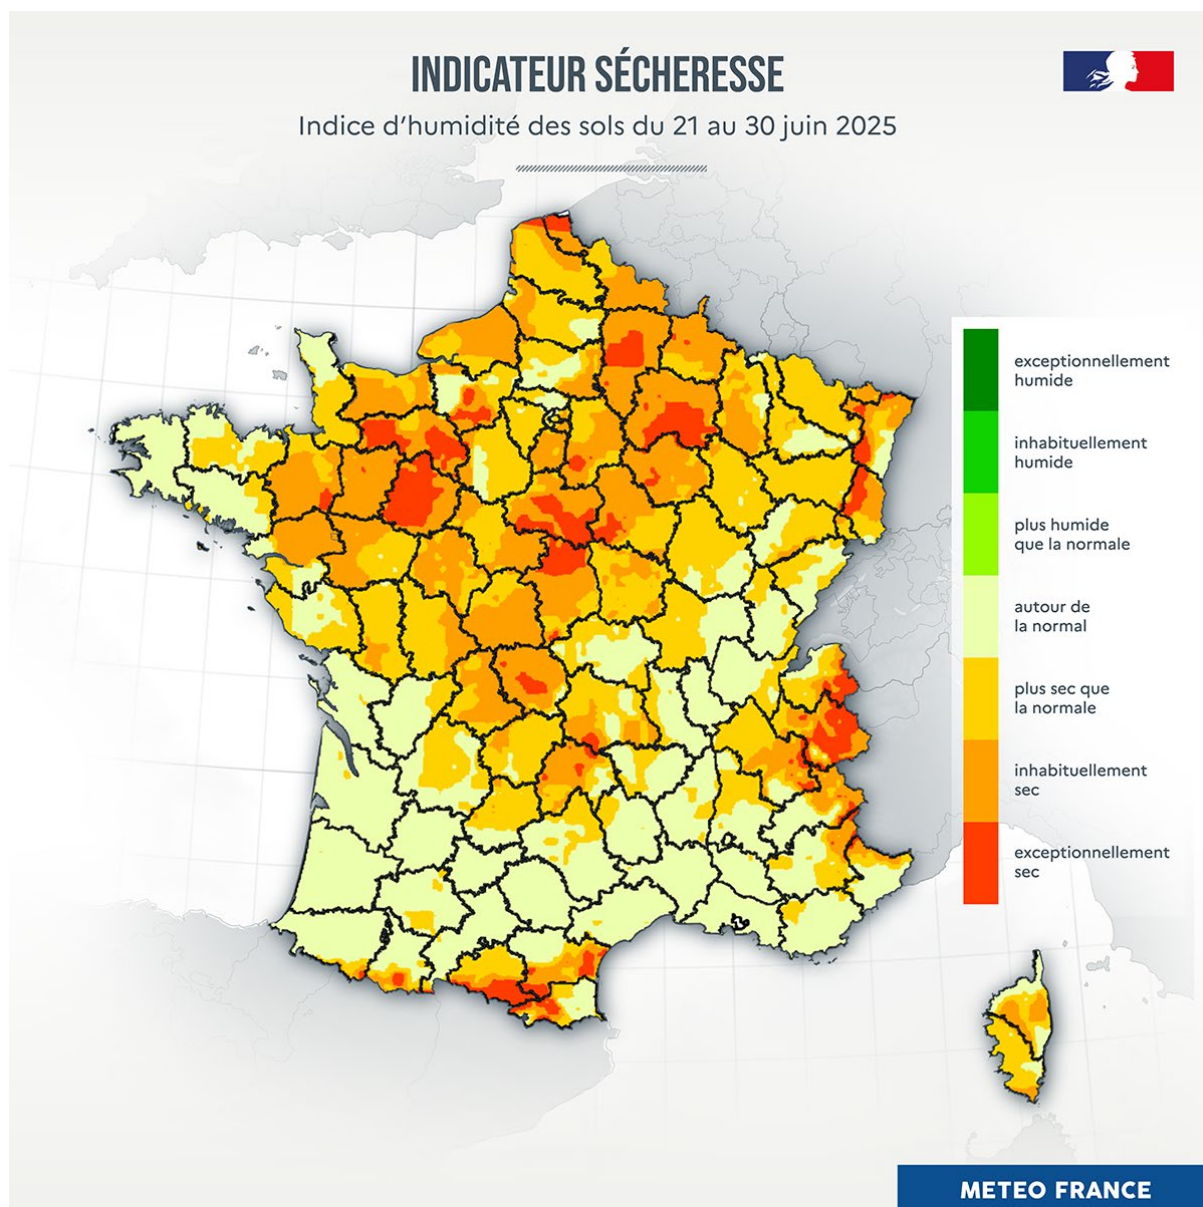 INDICATEUR SÉCHERESSE
Indice d’humidité des sols du 21 au 30 juin 2025
exceptionnellement
humide
inhabituellement
humide
plus humide
que la normale
autour de
la normal
plus sec que
la normale
inhabituellement
sec
exceptionnellement
sec
METEO FRANCE